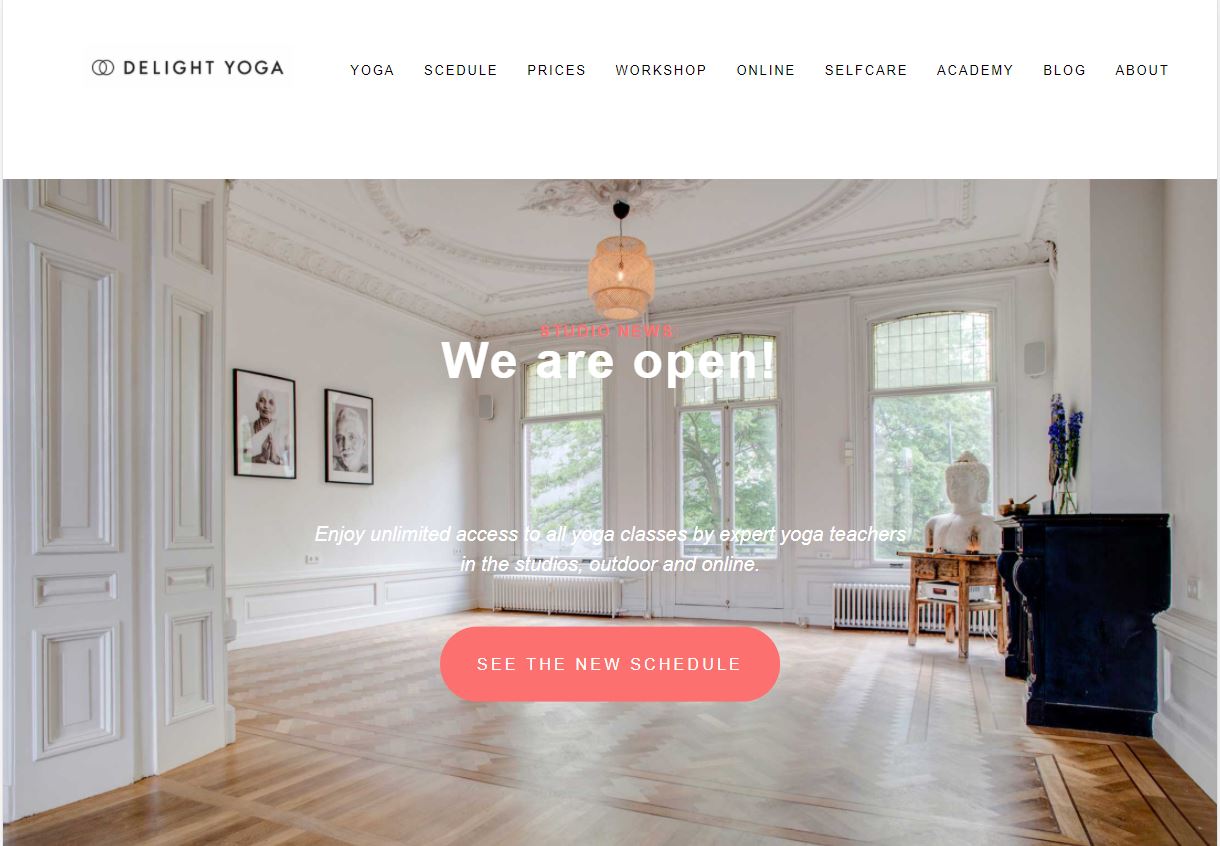 DELIGHT YOGA
YOGA SCEDULE PRICES WORKSHOP ONLINE SELFCARE ACADEMY BLOG ABOUT
STUDIO NEWS:
We are open!
Enjoy unlimited access to all yoga classes by expert yoga teachers
in the studios, outdoor and online.
SEE THE NEW SCHEDULE